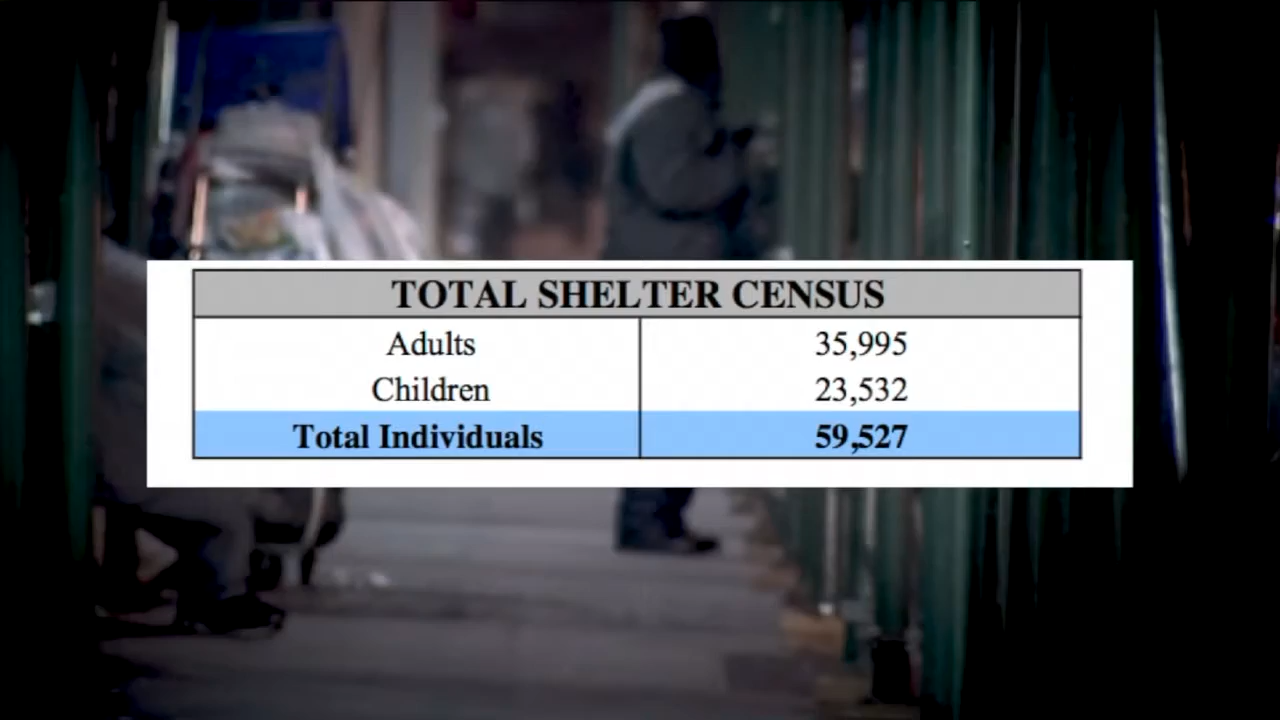 TOTAL SHELTER CENSUS
Adults 35,995
Children 23,532
Total Individuals 59,527